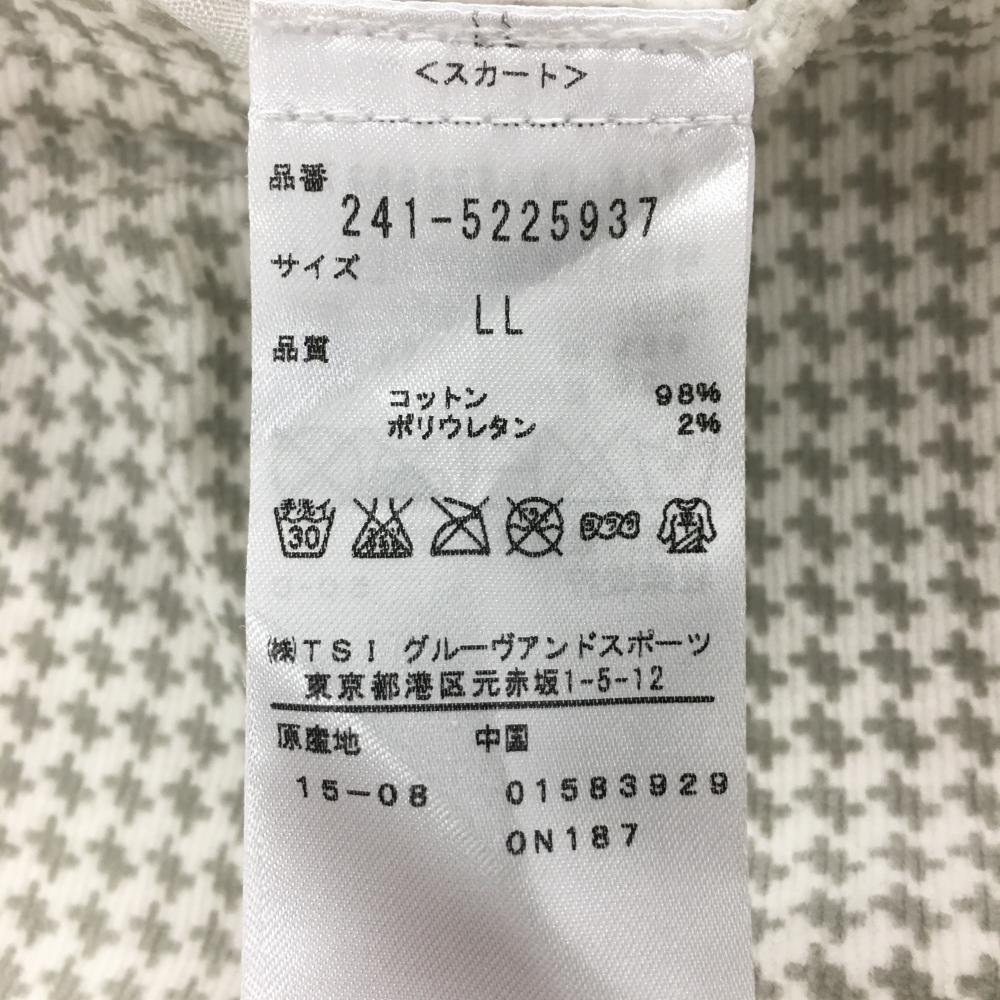 <スカート>
品番
241-5225937
サイズ
LL
品質
コットン 98%
ポリウレタン 2%
30
㈱TSI グルーヴアンドスポーツ
東京都港区元赤坂1-5-12
原産地 中国
15-08 01583929
0N187